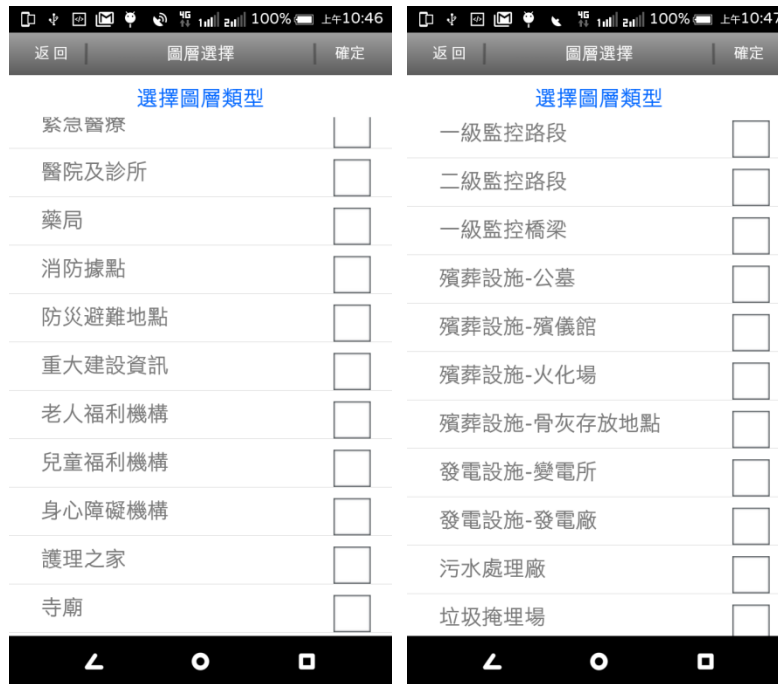 4G 100% 上午10:46
返回 圖層選擇 確定
選擇圖層類型
緊急醫療
醫院及診所
藥局
消防據點
防災避難地點
重大建設資訊
老人福利機構
兒童福利機構
身心障礙機構
護理之家
寺廟
4G 100% 上午10:47
返回 圖層選擇 確定
選擇圖層類型
一級監控路段
二級監控路段
一級監控橋梁
殯葬設施-公墓
殯葬設施-殯儀館
殯葬設施-火化場
殯葬設施-骨灰存放地點
發電設施-變電所
發電設施-發電廠
污水處理廠
垃圾掩埋場